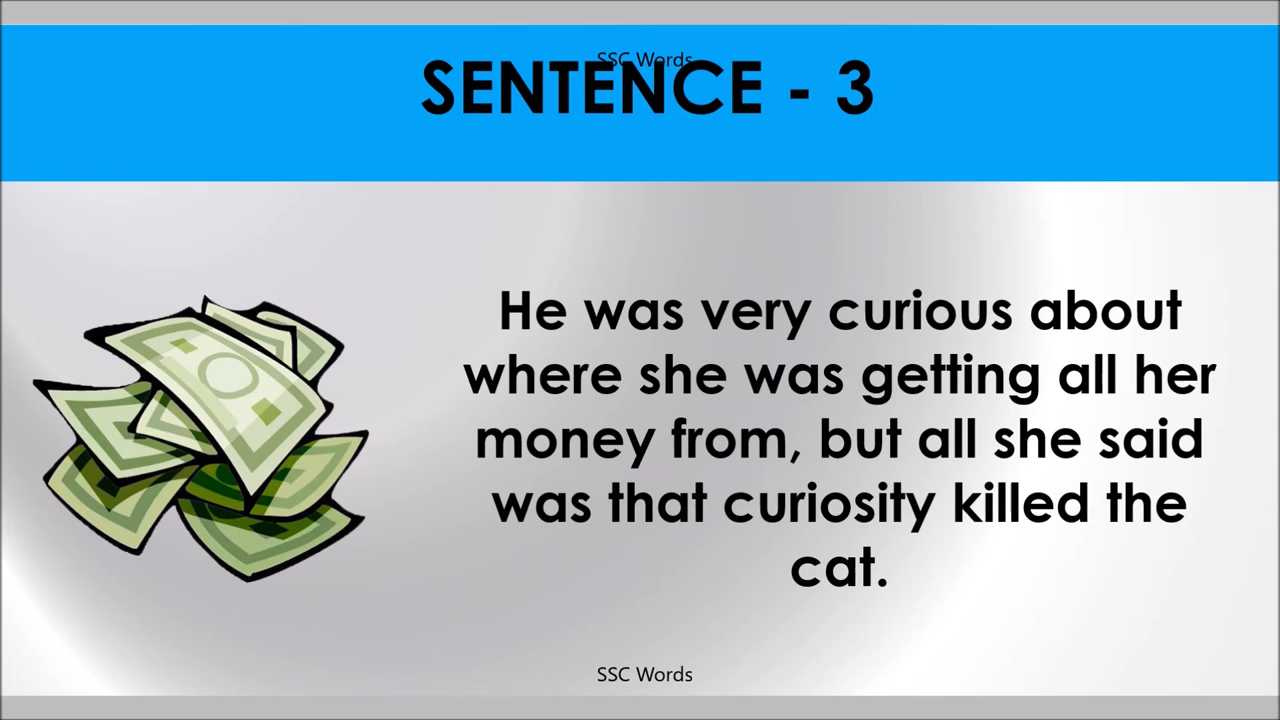 SSC Words
SENTENCE - 3
He was very curious about
where she was getting all her
money from, but all she said
was that curiosity killed the
cat.
SSC Words